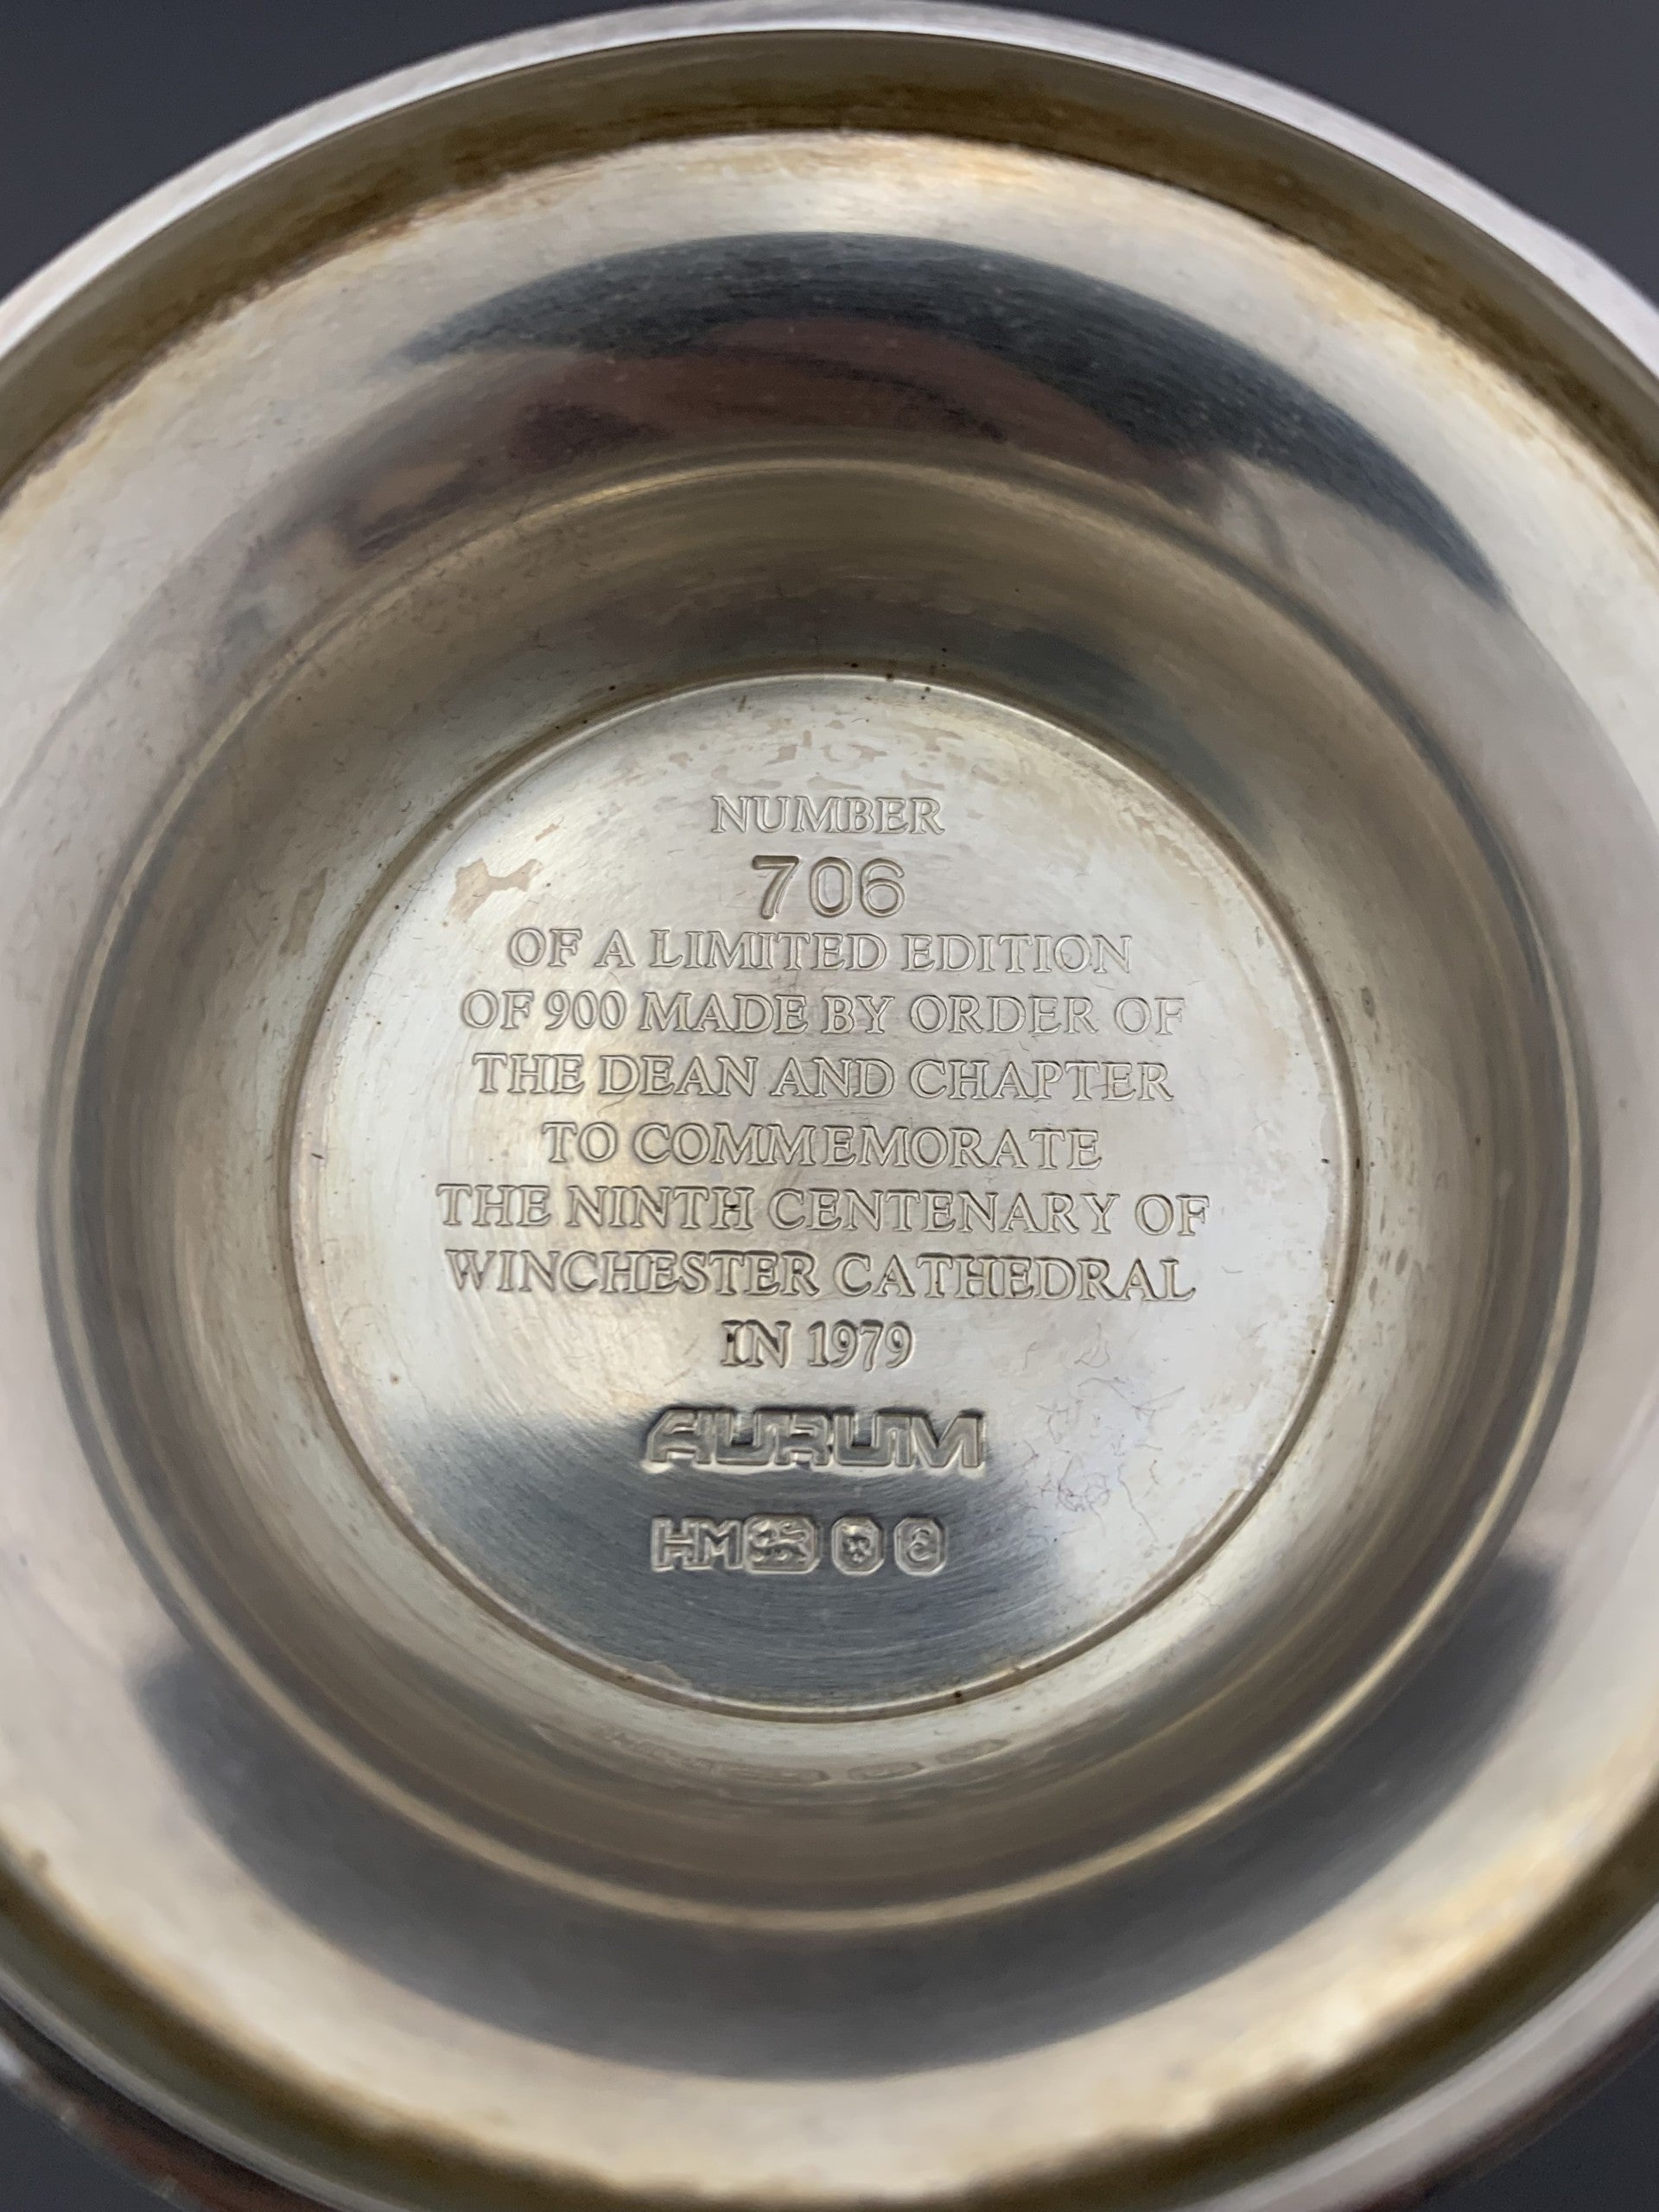 NUMBER
706
OF A LIMITED EDITION
OF 900 MADE BY ORDER OF
THE DEAN AND CHAPTER
TO COMMEMORATE
THE NINTH CENTENARY OF
WINCHESTER CATHEDRAL
IN 1979
AURUM
HM